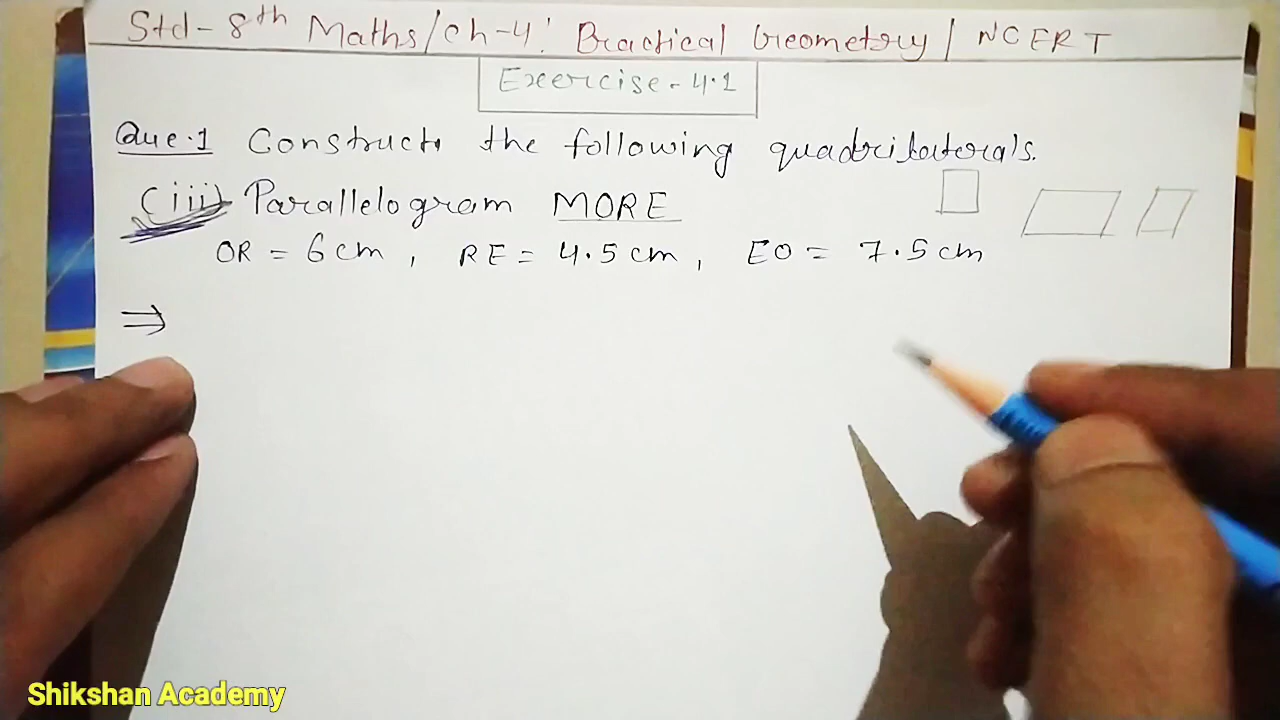 Std - 8th Maths / Ch-4: Practical Geometry / NCERT
Exercise - 4.1
Que.1 Construct the following quadrilaterals.
(iii) Parallelogram MORE
OR = 6 cm, RE = 4.5 cm, EO = 7.5 cm
⇒
Shikshan Academy